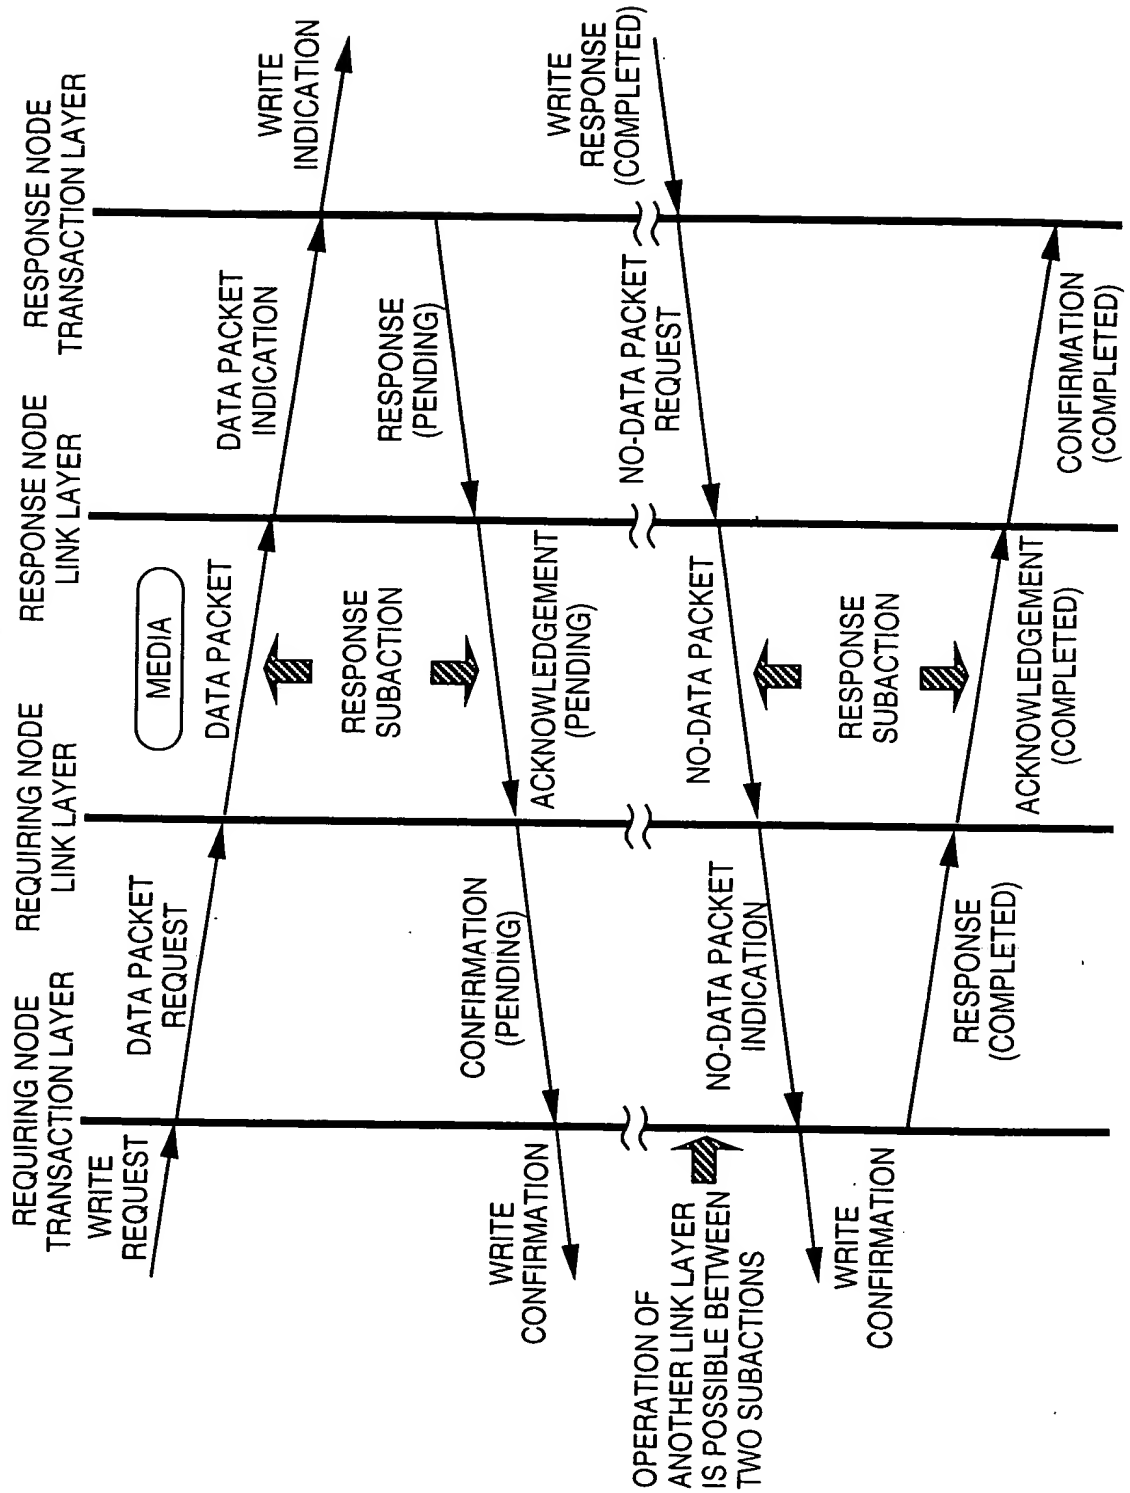 REQUIRING NODE
TRANSACTION LAYER
REQUIRING NODE
LINK LAYER
RESPONSE NODE
LINK LAYER
RESPONSE NODE
TRANSACTION LAYER
MEDIA
WRITE
REQUEST
DATA PACKET
REQUEST
DATA PACKET
DATA PACKET
INDICATION
WRITE
INDICATION
RESPONSE
SUBACTION
RESPONSE
(PENDING)
ACKNOWLEDGEMENT
(PENDING)
CONFIRMATION
(PENDING)
WRITE
CONFIRMATION
OPERATION OF
ANOTHER LINK LAYER
IS POSSIBLE BETWEEN
TWO SUBACTIONS
WRITE
RESPONSE
(COMPLETED)
NO-DATA PACKET
REQUEST
NO-DATA PACKET
NO-DATA PACKET
INDICATION
WRITE
CONFIRMATION
RESPONSE
SUBACTION
RESPONSE
(COMPLETED)
ACKNOWLEDGEMENT
(COMPLETED)
CONFIRMATION
(COMPLETED)